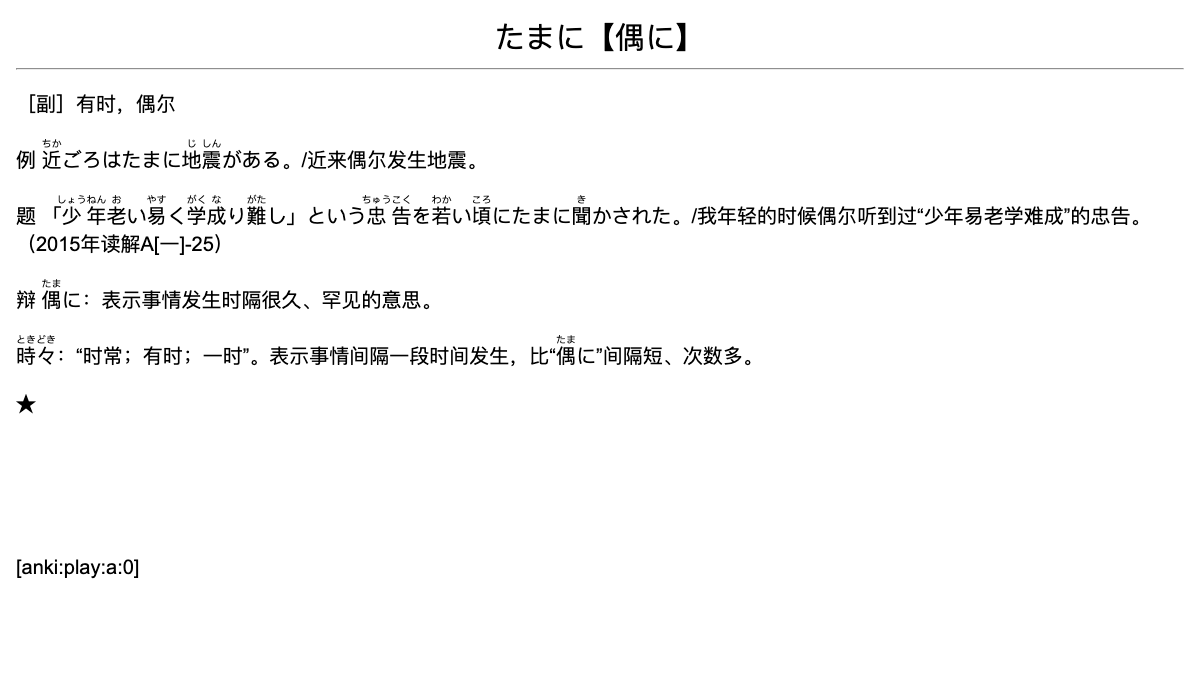 たまに【偶に】
［副］有时，偶尔
ちか じ しん
例 近ごろはたまに地震がある。/近来偶尔发生地震。
しょうねん お やす がく な がた ちゅうこく わか ころ き
题 「少年老い易く学成り難し」という忠告を若い頃にたまに聞かされた。/我年轻的时候偶尔听到过“少年易老学难成”的忠告。
（2015年读解A[一]-25）
たま
辩 偶に：表示事情发生时隔很久、罕见的意思。
ときどき たま
時々：“时常；有时；一时”。表示事情间隔一段时间发生，比“偶に”间隔短、次数多。
★
[anki:play:a:0]